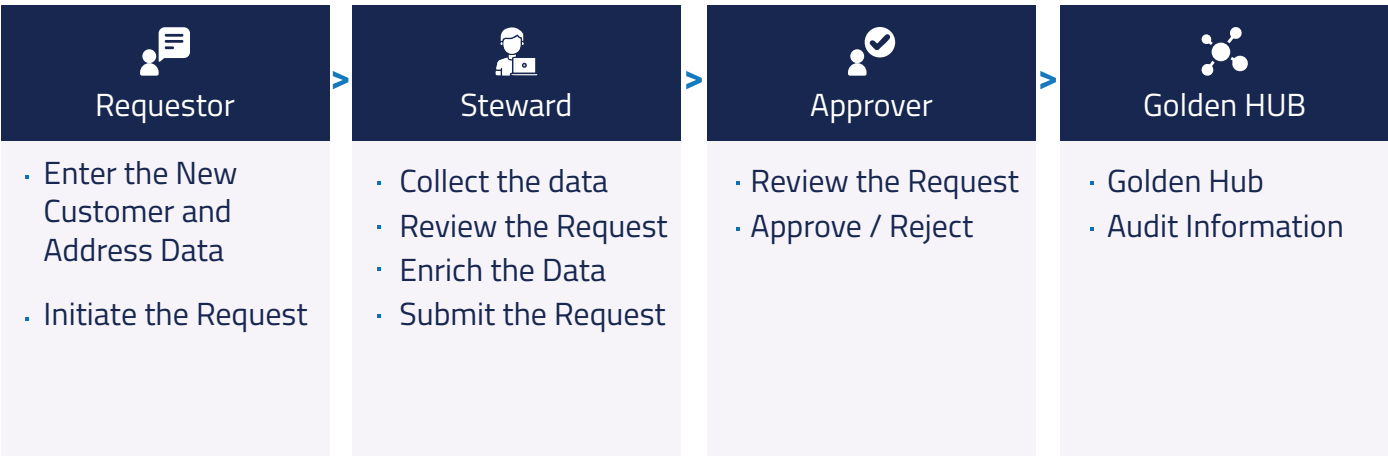 Requestor
>
Steward
>
Approver
>
Golden HUB
· Enter the New
Customer and
Address Data
· Initiate the Request
· Collect the data
· Review the Request
· Enrich the Data
· Submit the Request
· Review the Request
· Approve / Reject
· Golden Hub
· Audit Information